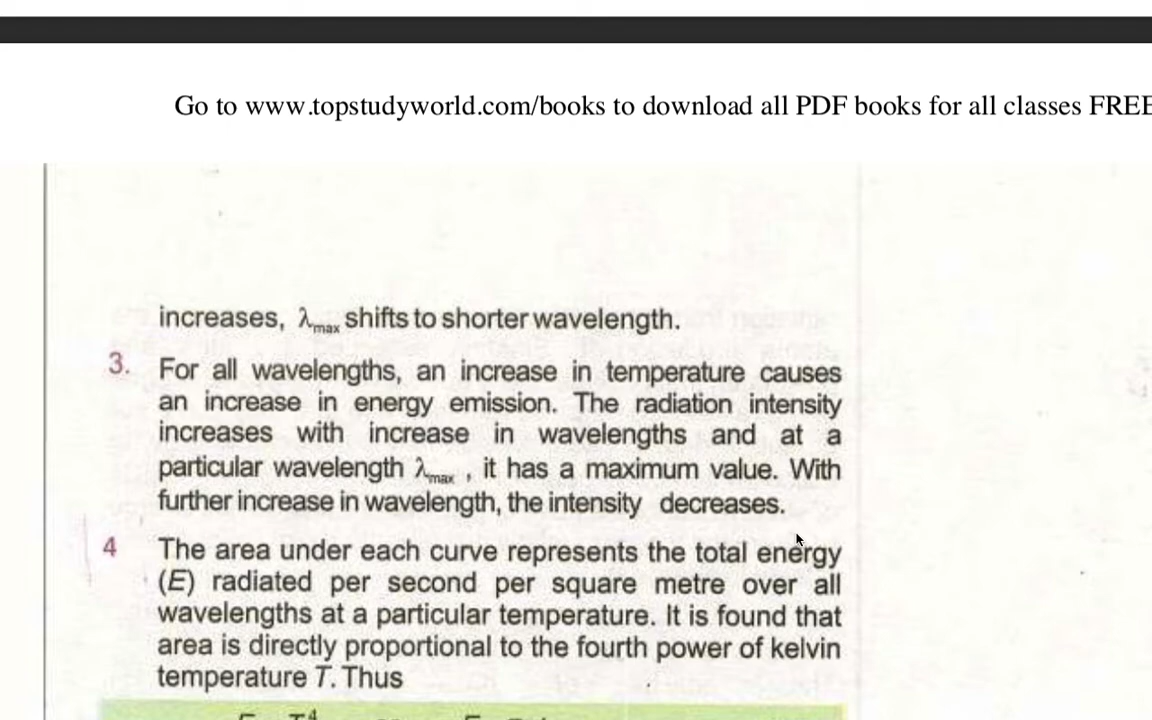 Go to www.topstudyworld.com/books to download all PDF books for all classes FREE
increases, λmax shifts to shorter wavelength.
3. For all wavelengths, an increase in temperature causes
an increase in energy emission. The radiation intensity
increases with increase in wavelengths and at a
particular wavelength λmax , it has a maximum value. With
further increase in wavelength, the intensity decreases.
4 The area under each curve represents the total energy
(E) radiated per second per square metre over all
wavelengths at a particular temperature. It is found that
area is directly proportional to the fourth power of kelvin
temperature T. Thus